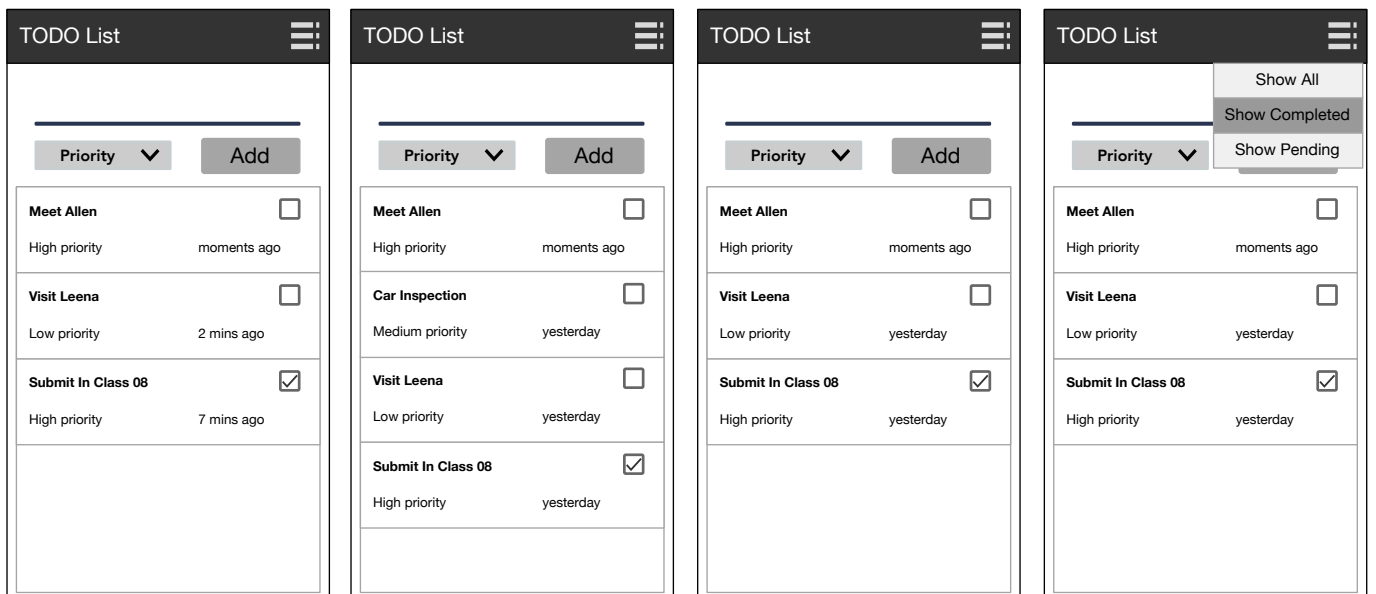 TODO List
Priority
Add
Meet Allen
High priority
moments ago
Visit Leena
Low priority
2 mins ago
Submit In Class 08
High priority
7 mins ago
TODO List
Priority
Add
Meet Allen
High priority
moments ago
Car Inspection
Medium priority
yesterday
Visit Leena
Low priority
yesterday
Submit In Class 08
High priority
yesterday
TODO List
Priority
Add
Meet Allen
High priority
moments ago
Visit Leena
Low priority
yesterday
Submit In Class 08
High priority
yesterday
TODO List
Show All
Show Completed
Show Pending
Priority
Meet Allen
High priority
moments ago
Visit Leena
Low priority
yesterday
Submit In Class 08
High priority
yesterday